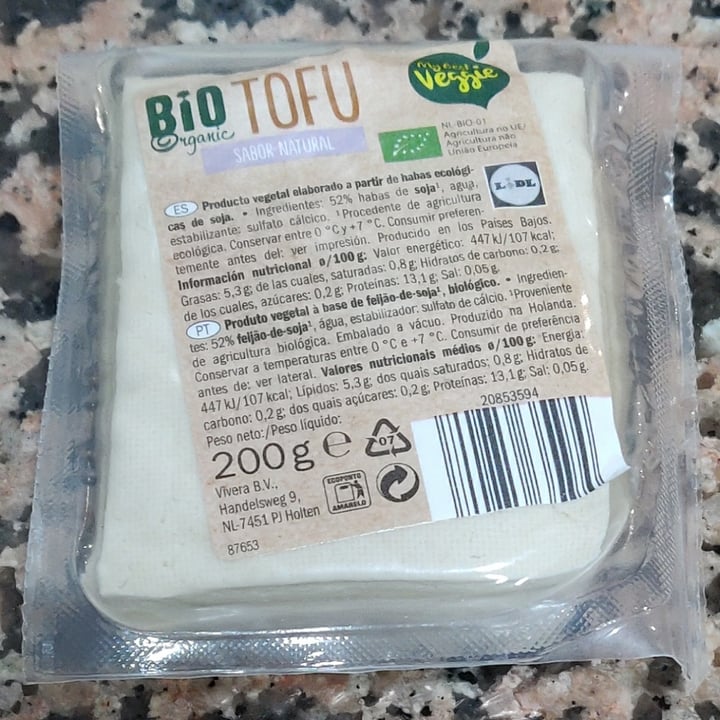 BIO
Organic
TOFU
SABOR NATURAL
My Best
Veggie
NL-BIO-01
Agricultura no UE/
Agricultura não
União Europeia
LIDL
ES Producto vegetal elaborado a partir de habas ecológi-
cas de soja. • Ingredientes: 52% habas de soja¹, agua,
estabilizante: sulfato cálcico. ¹Procedente de agricultura
ecológica. Conservar entre 0 °C y +7 °C. Consumir preferen-
temente antes del: ver impresión. Producido en los Países Bajos.
Información nutricional ø/100g: Valor energético: 447 kJ/107 kcal;
Grasas: 5,3 g; de las cuales, saturadas: 0,8 g; Hidratos de carbono: 0,2 g;
de los cuales, azúcares: 0,2 g; Proteínas: 13,1 g; Sal: 0,05 g.
PT Produto vegetal à base de feijão-de-soja¹, biológico. • Ingredien-
tes: 52% feijão-de-soja¹, água, estabilizador: sulfato de cálcio. ¹Proveniente
de agricultura biológica. Embalado a vácuo. Produzido na Holanda.
Conservar a temperaturas entre 0 °C e +7 °C. Consumir de preferência
antes de: ver lateral. Valores nutricionais médios ø/100g: Energia:
447 kJ/107 kcal; Lípidos: 5,3 g; dos quais saturados: 0,8 g; Hidratos de
carbono: 0,2 g; dos quais açúcares: 0,2 g; Proteínas: 13,1 g; Sal: 0,05 g.
Peso neto:/Peso líquido:
200g e
07
20853594
Vivera B.V.,
Handelsweg 9,
NL-7451 PJ Holten
ECOPONTO
AMARELO
87653